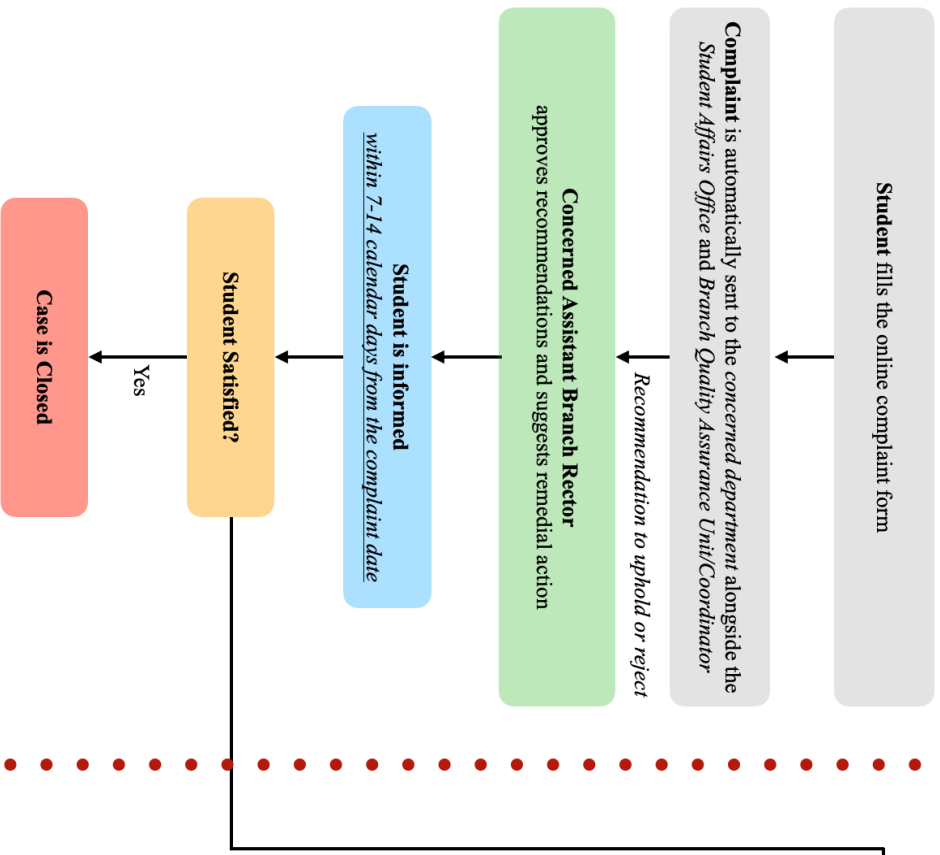 Student fills the online complaint form
Complaint is automatically sent to the concerned department alongside the
Student Affairs Office and Branch Quality Assurance Unit/Coordinator
Recommendation to uphold or reject
Concerned Assistant Branch Rector
approves recommendations and suggests remedial action
Student is informed
within 7-14 calendar days from the complaint date
Student Satisfied?
Yes
Case is Closed